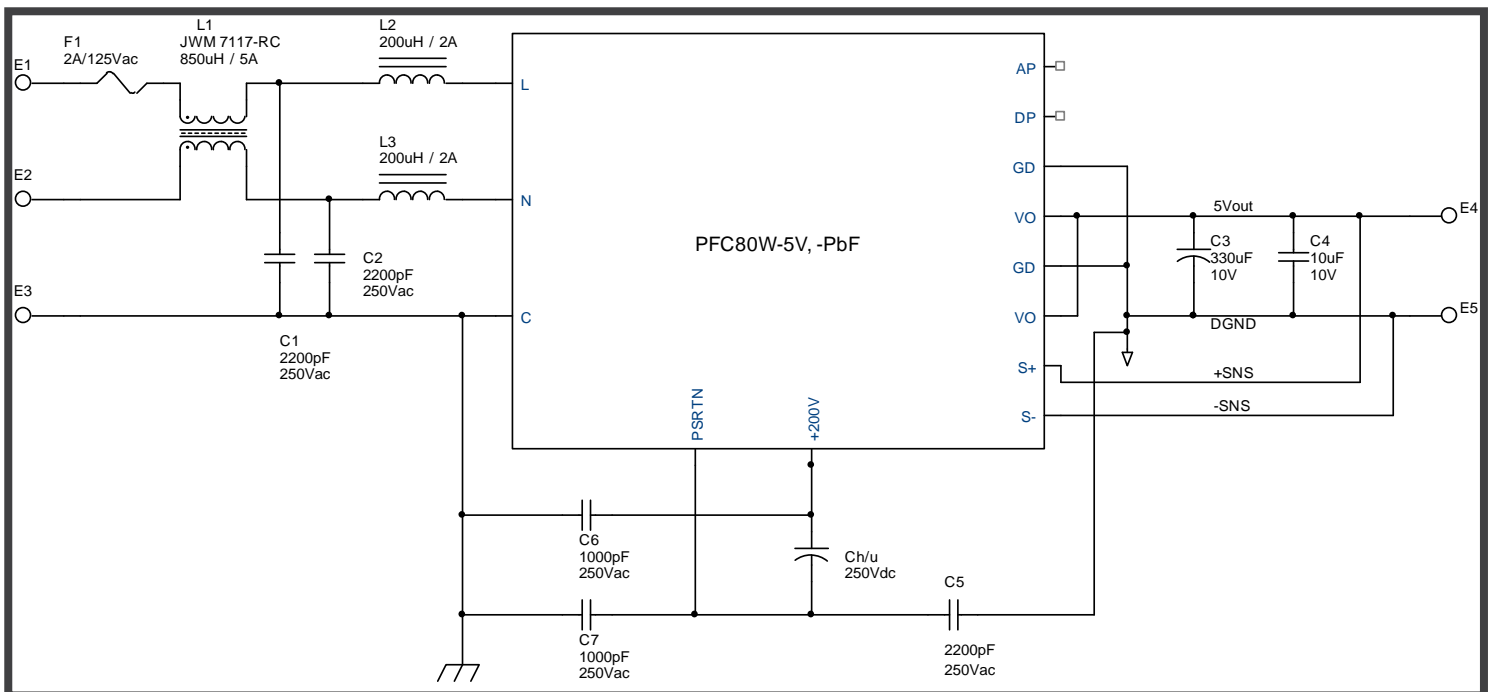 L1
JWM 7117-RC
850uH / 5A
L2
200uH / 2A
F1
2A/125Vac
E1
L
AP
DP
L3
200uH / 2A
GD
E2
N
VO
5Vout
E4
PFC80W-5V, -PbF
C3
330uF
10V
C4
10uF
10V
C2
2200pF
250Vac
GD
E3
C
VO
DGND
E5
C1
2200pF
250Vac
S+
+SNS
S-
-SNS
PSRTN
+200V
C6
1000pF
250Vac
Ch/u
250Vdc
C5
2200pF
250Vac
C7
1000pF
250Vac